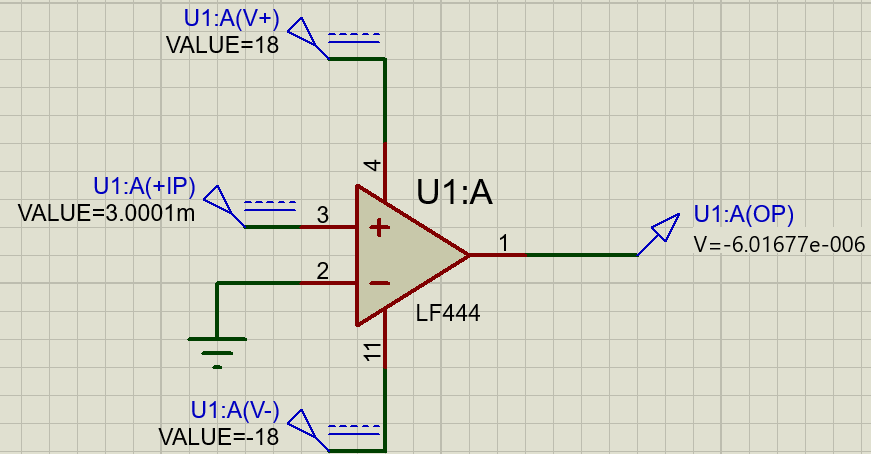 U1:A(V+)
VALUE=18
4
U1:A
U1:A(+IP)
VALUE=3.0001m
3
U1:A(OP)
V=-6.01677e-006
1
2
LF444
11
U1:A(V-)
VALUE=-18